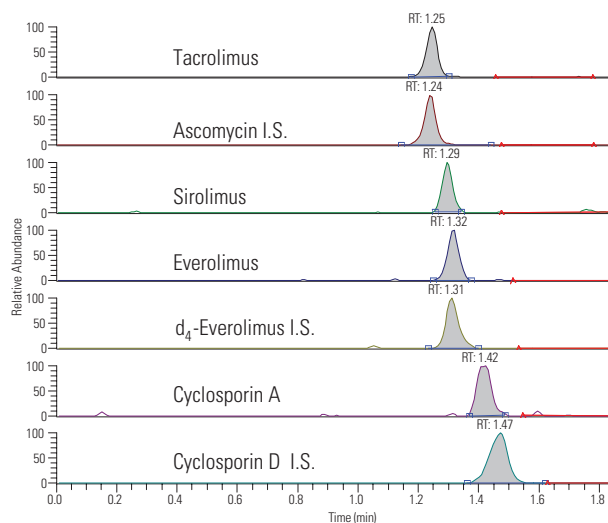 RT: 1.25
100
50
0
Tacrolimus
RT: 1.24
100
50
0
Ascomycin I.S.
RT: 1.29
100
50
0
Sirolimus
RT: 1.32
100
50
0
Everolimus
RT: 1.31
100
50
0
d₄-Everolimus I.S.
RT: 1.42
100
50
0
Cyclosporin A
RT: 1.47
100
50
0
Cyclosporin D I.S.
Relative Abundance
0.0 0.2 0.4 0.6 0.8 1.0 1.2 1.4 1.6 1.8
Time (min)